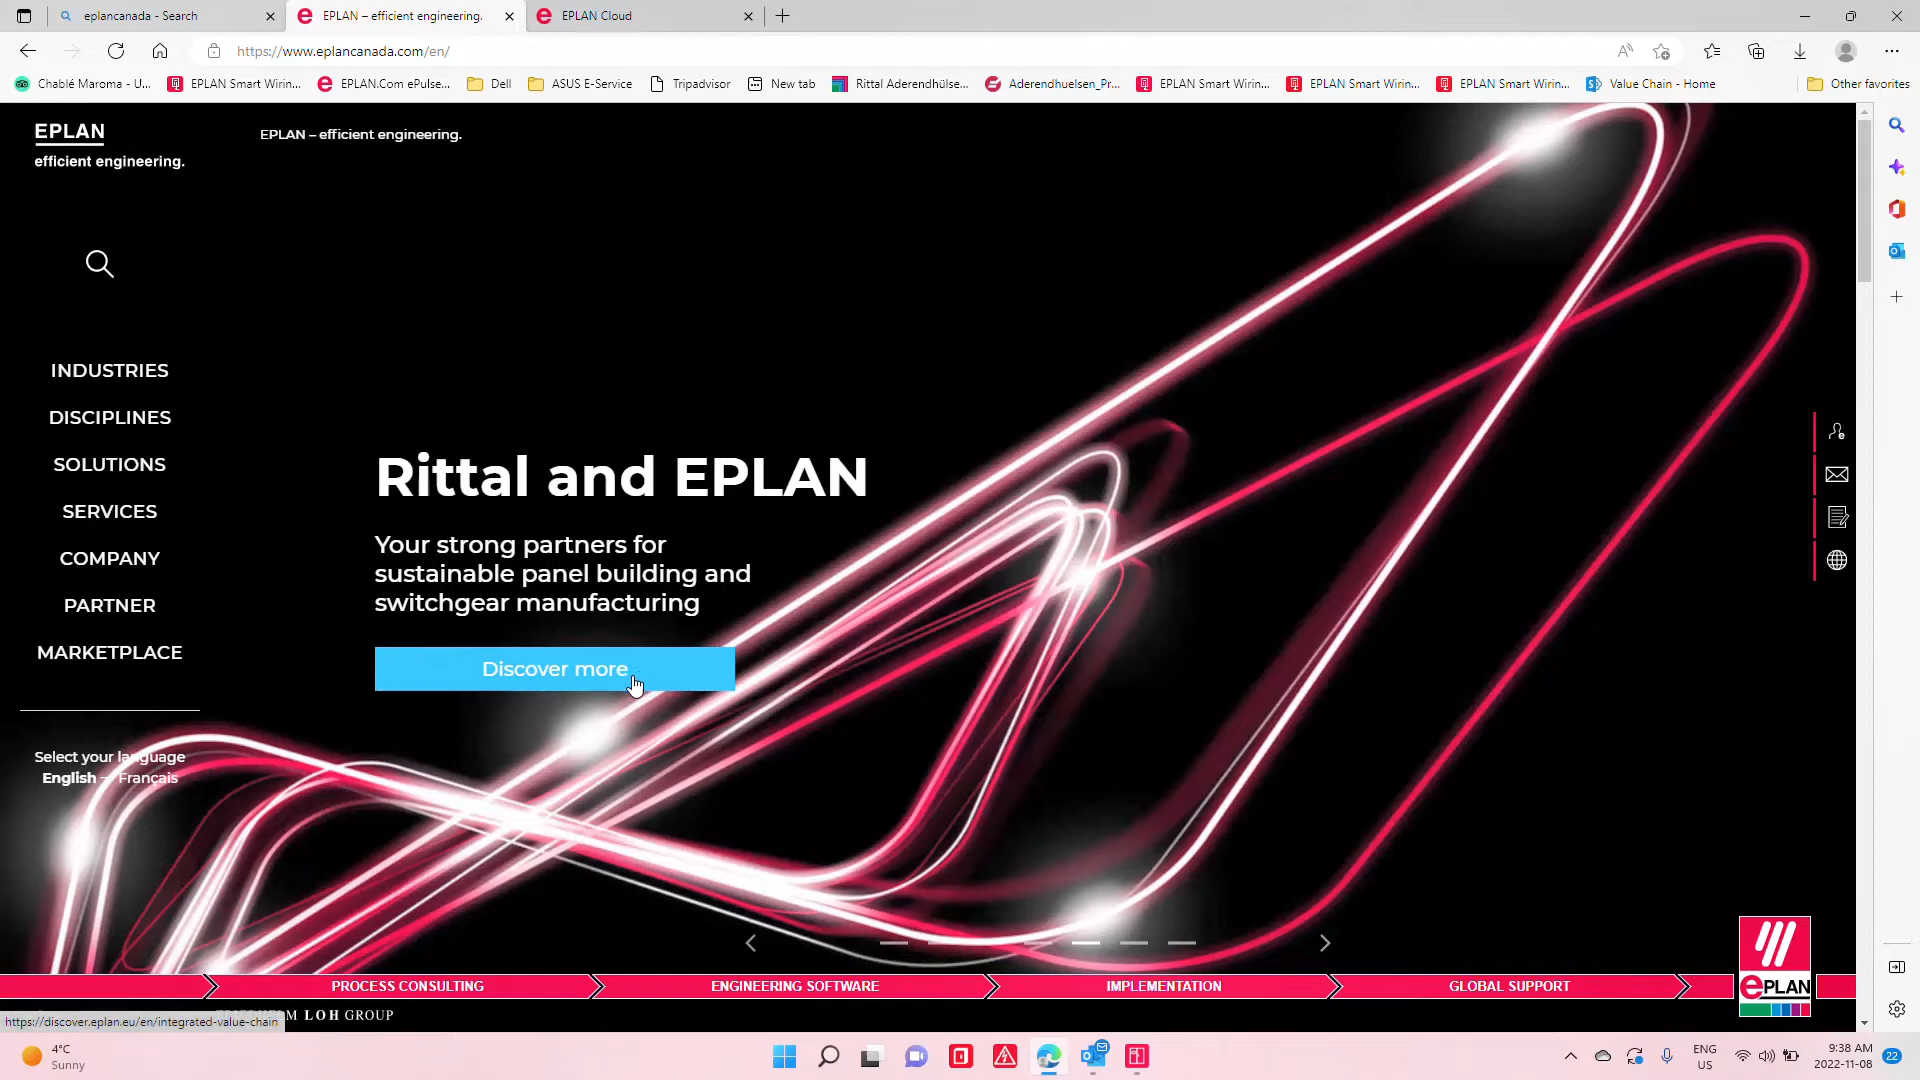 eplancanada - Search
EPLAN – efficient engineering.
EPLAN Cloud
https://www.eplancanada.com/en/
Chablé Maroma - U...
EPLAN Smart Wirin...
EPLAN.Com ePulse...
Dell
ASUS E-Service
Tripadvisor
New tab
Rittal Aderendhülse...
Aderendhuelsen_Pr...
EPLAN Smart Wirin...
EPLAN Smart Wirin...
EPLAN Smart Wirin...
Value Chain - Home
Other favorites
EPLAN
efficient engineering.
EPLAN – efficient engineering.
INDUSTRIES
DISCIPLINES
SOLUTIONS
SERVICES
COMPANY
PARTNER
MARKETPLACE
Select your language
English — Français
Rittal and EPLAN
Your strong partners for
sustainable panel building and
switchgear manufacturing
Discover more
PROCESS CONSULTING
ENGINEERING SOFTWARE
IMPLEMENTATION
GLOBAL SUPPORT
ePLAN
LOH GROUP
https://discover.eplan.eu/en/integrated-value-chain
4°C
Sunny
ENG
US
9:38 AM
2022-11-08
22